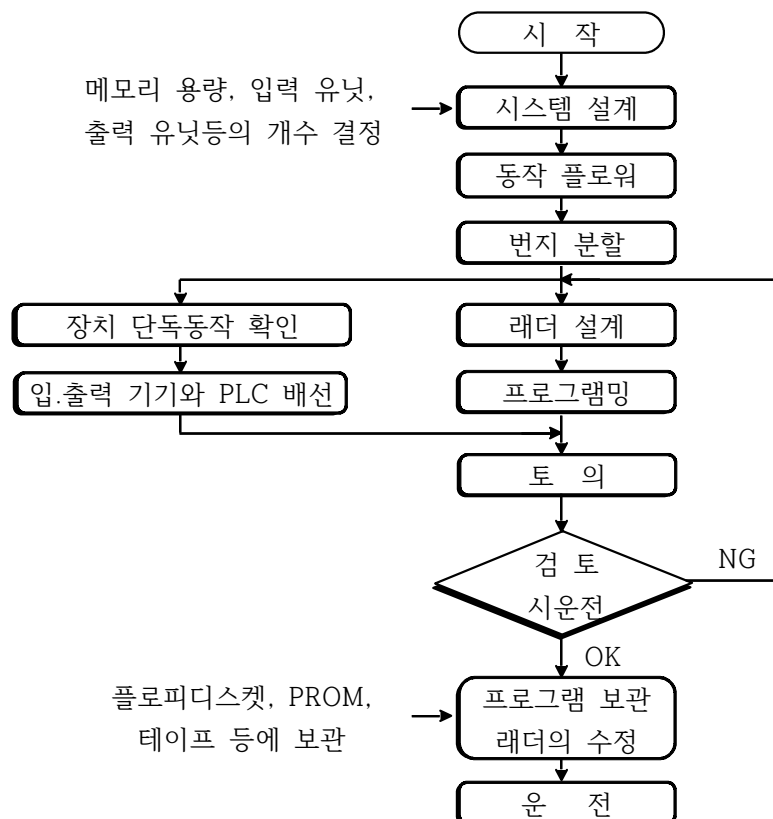 시 작
메모리 용량, 입력 유닛,
출력 유닛등의 개수 결정
시스템 설계
동작 플로워
번지 분할
장치 단독동작 확인
래더 설계
입.출력 기기와 PLC 배선
프로그램밍
토 의
검 토
시운전
NG
OK
플로피디스켓, PROM,
테이프 등에 보관
프로그램 보관
래더의 수정
운 전